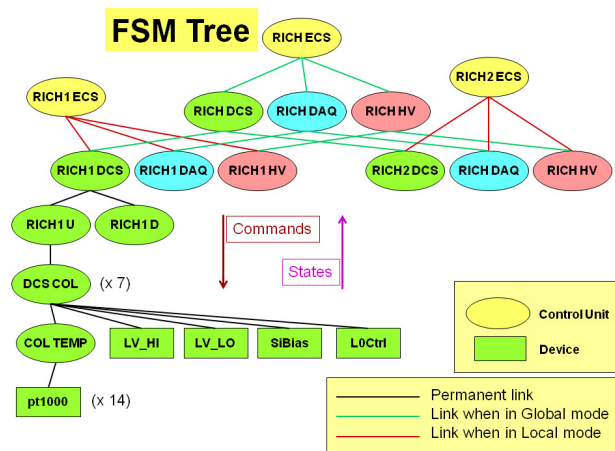 FSM Tree
RICH ECS
RICH1 ECS
RICH2 ECS
RICH DCS
RICH DAQ
RICH HV
RICH1 DCS
RICH1 DAQ
RICH1 HV
RICH2 DCS
RICH DAQ
RICH HV
RICH1 U
RICH1 D
Commands
States
DCS COL
(x 7)
COL TEMP
LV_HI
LV_LO
SiBias
L0Ctrl
pt1000
(x 14)
Control Unit
Device
Permanent link
Link when in Global mode
Link when in Local mode